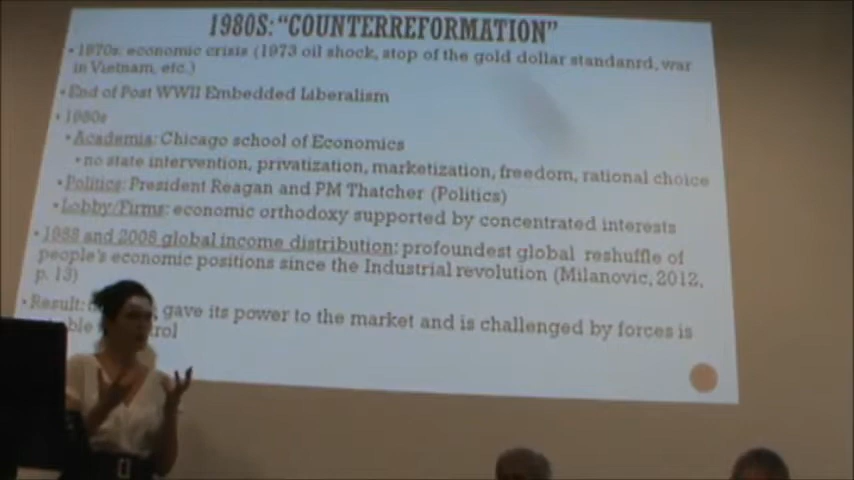 1980S: "COUNTERREFORMATION"
1970s: economic crisis (1973 oil shock, stop of the gold dollar standanrd, war
in Vietnam, etc.)
End of Post WWII Embedded Liberalism
1980s
Academia: Chicago school of Economics
no state intervention, privatization, marketization, freedom, rational choice
Politics: President Reagan and PM Thatcher (Politics)
Lobby/Firms: economic orthodoxy supported by concentrated interests
1988 and 2008 global income distribution: profoundest global reshuffle of
people's economic positions since the Industrial revolution (Milanovic, 2012,
p. 13)
Result: gave its power to the market and is challenged by forces is